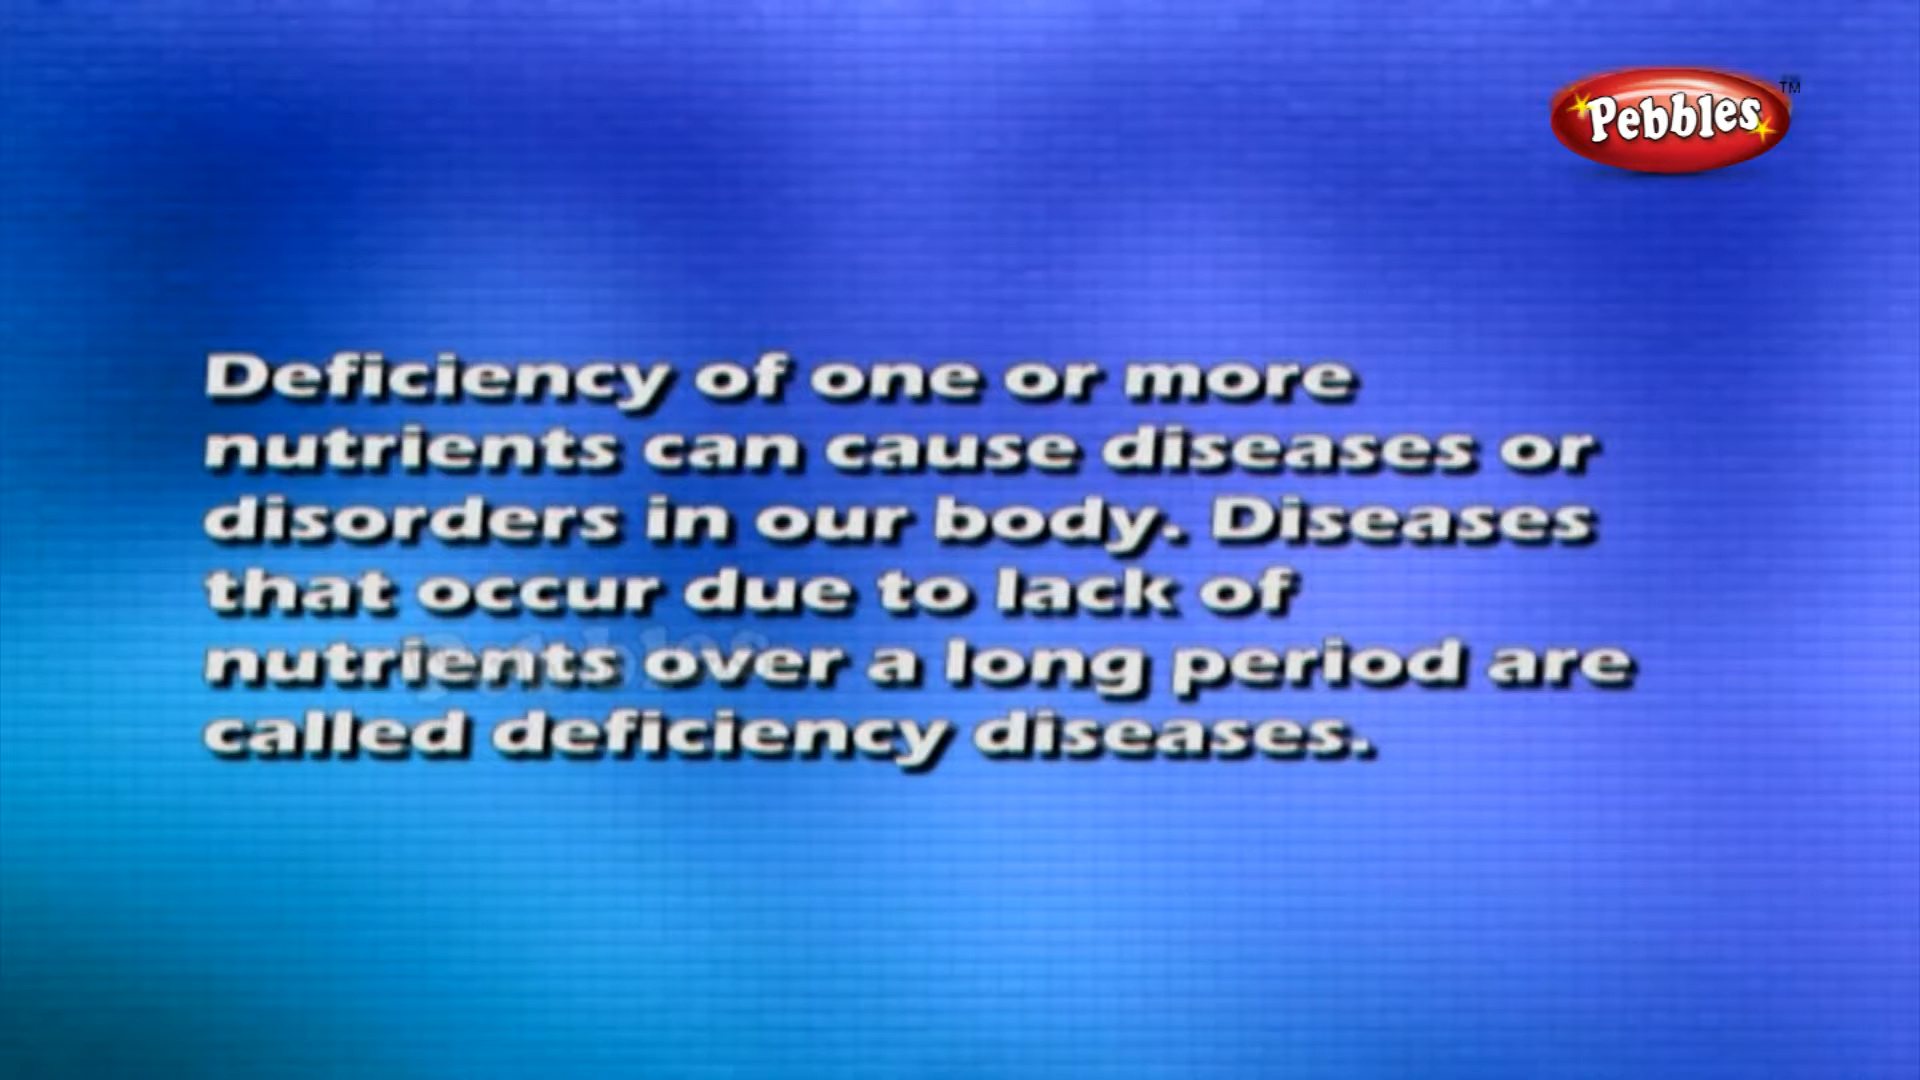 Pebbles
TM
Deficiency of one or more
nutrients can cause diseases or
disorders in our body. Diseases
that occur due to lack of
nutrients over a long period are
called deficiency diseases.
Pebbles